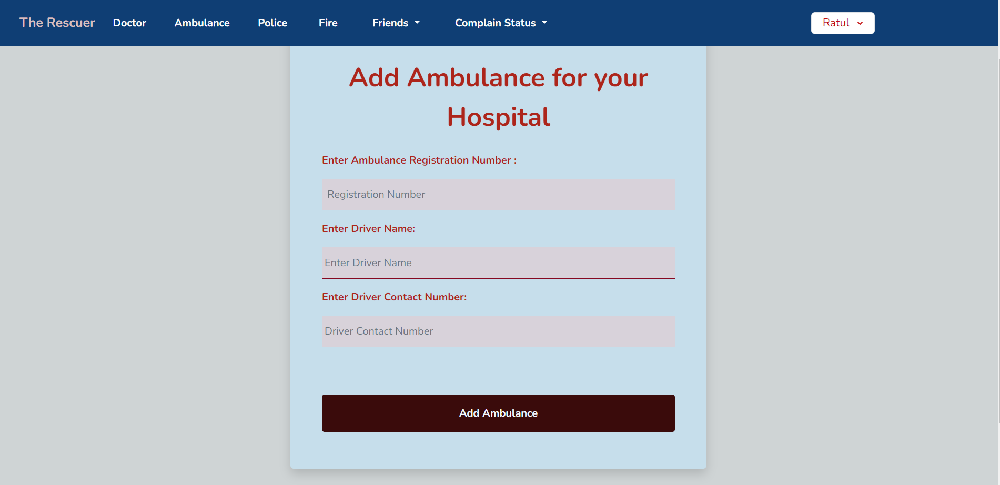 The Rescuer Doctor Ambulance Police Fire Friends Complain Status Ratul
Add Ambulance for your
Hospital
Enter Ambulance Registration Number :
Registration Number
Enter Driver Name:
Enter Driver Name
Enter Driver Contact Number:
Driver Contact Number
Add Ambulance